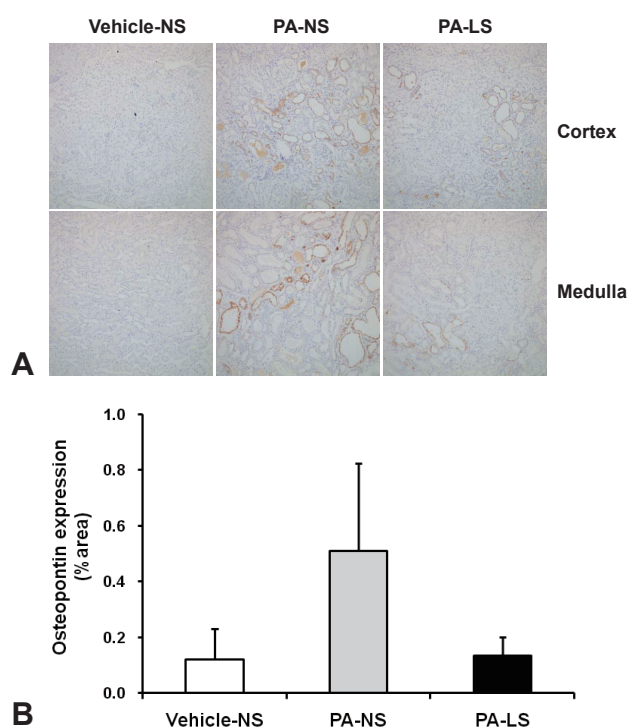 Vehicle-NS PA-NS PA-LS
Cortex
Medulla
A
1.0
0.8
0.6
0.4
0.2
0.0
Osteopontin expression
(% area)
Vehicle-NS PA-NS PA-LS
B